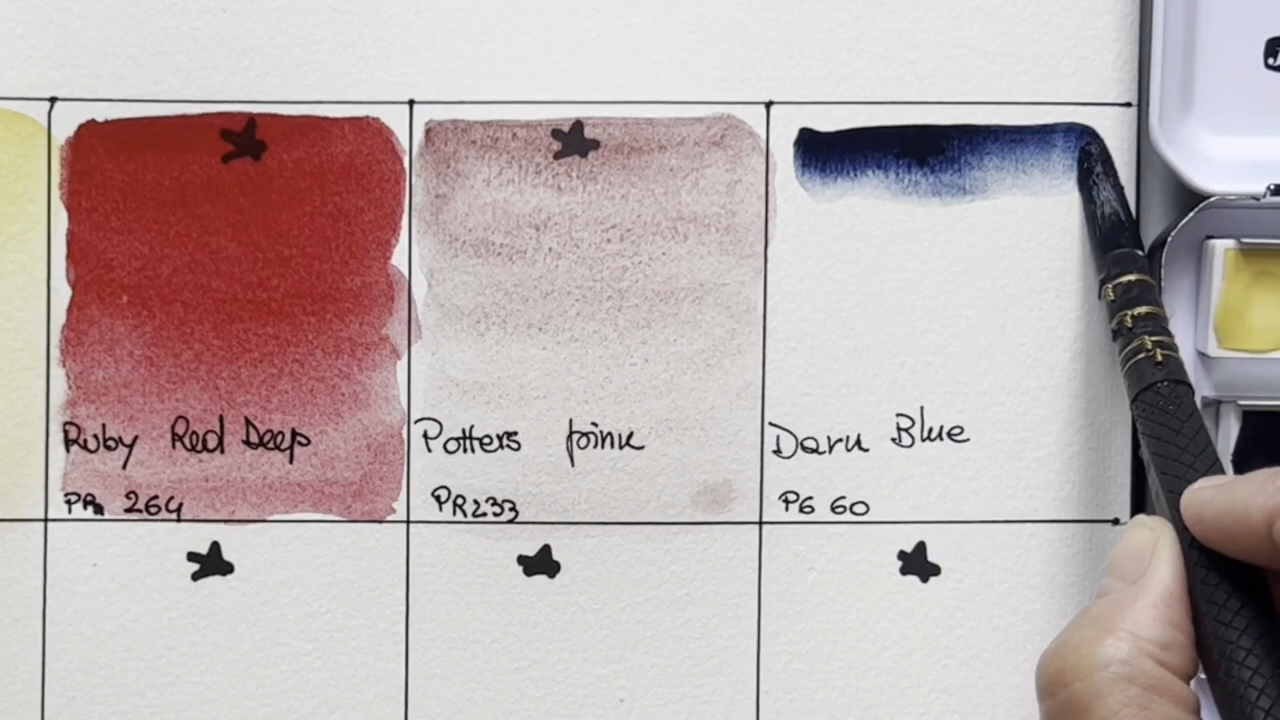 Ruby Red Deep
PR 264
Potters pink
PR233
Daru Blue
PG 60